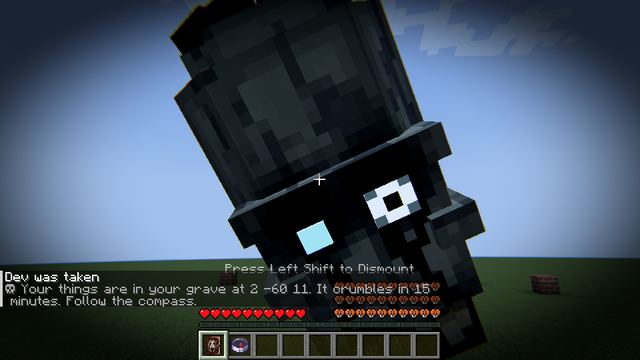 Press Left Shift to Dismount
Dev was taken
☠ Your things are in your grave at 2 -60 11. It crumbles in 15
minutes. Follow the compass.